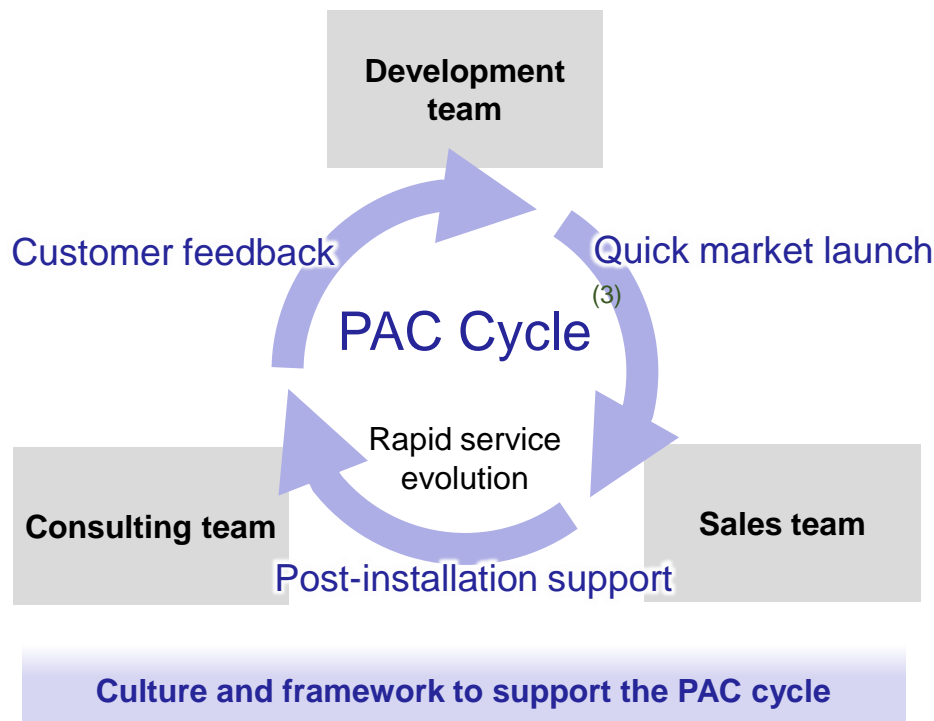 Development
team
Customer feedback
Quick market launch
(3)
PAC Cycle
Rapid service
evolution
Consulting team
Sales team
Post-installation support
Culture and framework to support the PAC cycle